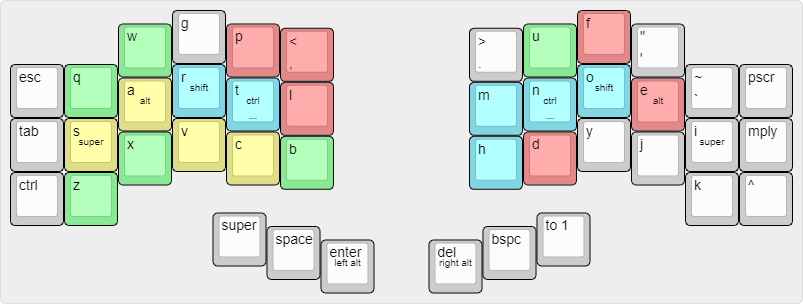 g
f
w
p
<
,
>
.
u
"
'
esc
q
a
alt
r
shift
t
ctrl
_
l
m
n
ctrl
_
o
shift
e
alt
~
`
pscr
tab
s
super
x
v
c
b
h
d
y
j
i
super
mply
ctrl
z
k
^
super
space
enter
left alt
del
right alt
bspc
to 1